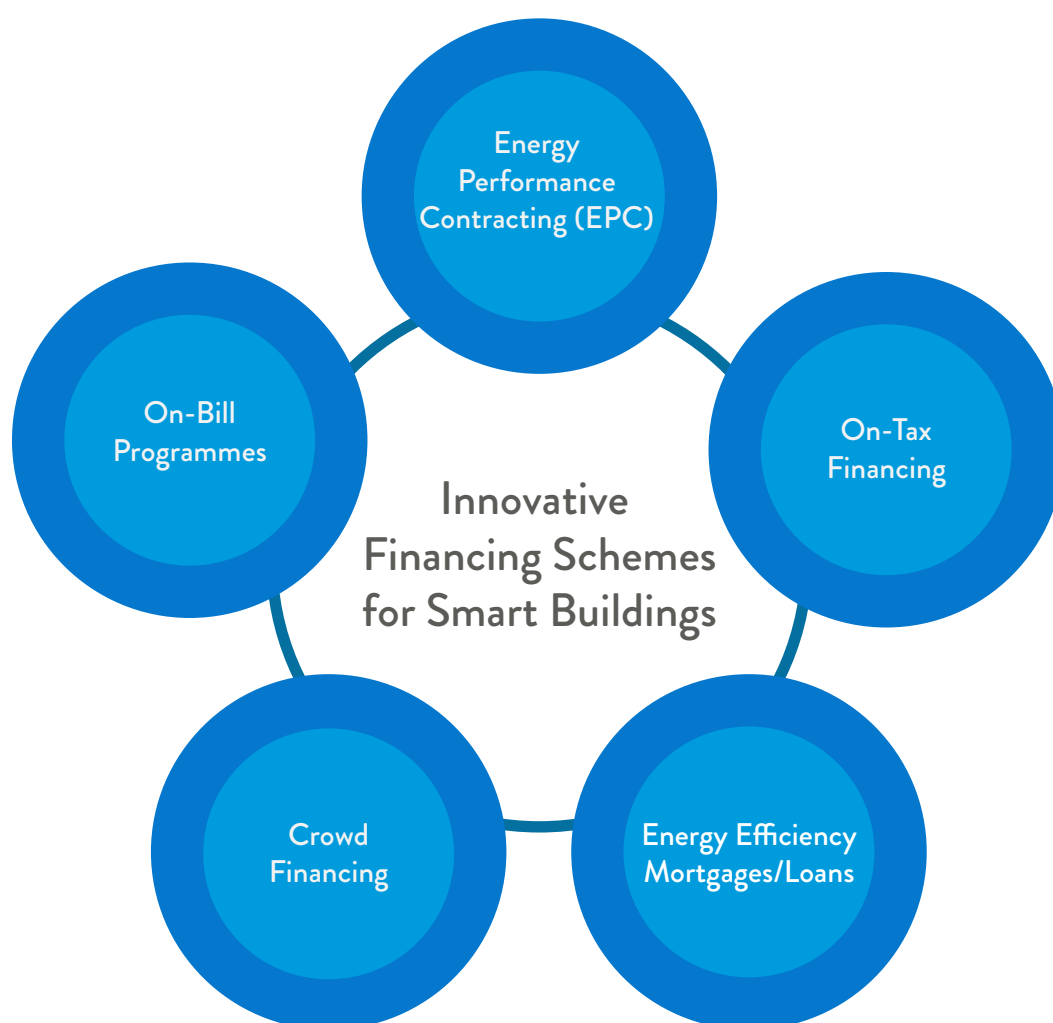 Energy
Performance
Contracting (EPC)
On-Bill
Programmes
On-Tax
Financing
Innovative
Financing Schemes
for Smart Buildings
Crowd
Financing
Energy Efficiency
Mortgages/Loans